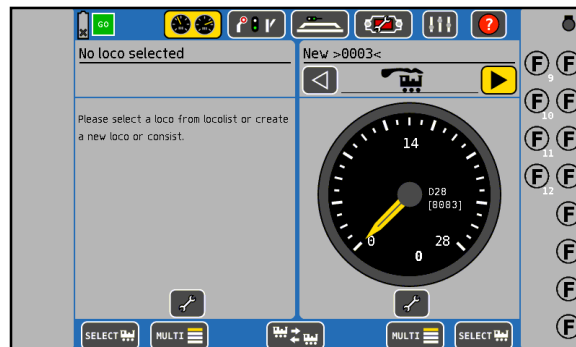 GO
?
No loco selected
New >0003<
Please select a loco from locolist or create
a new loco or consist.
14
D28
[8083]
0
28
0
F F
9
F F
10
F F
11
F F
12
F
F
F
F
SELECT
MULTI
MULTI
SELECT